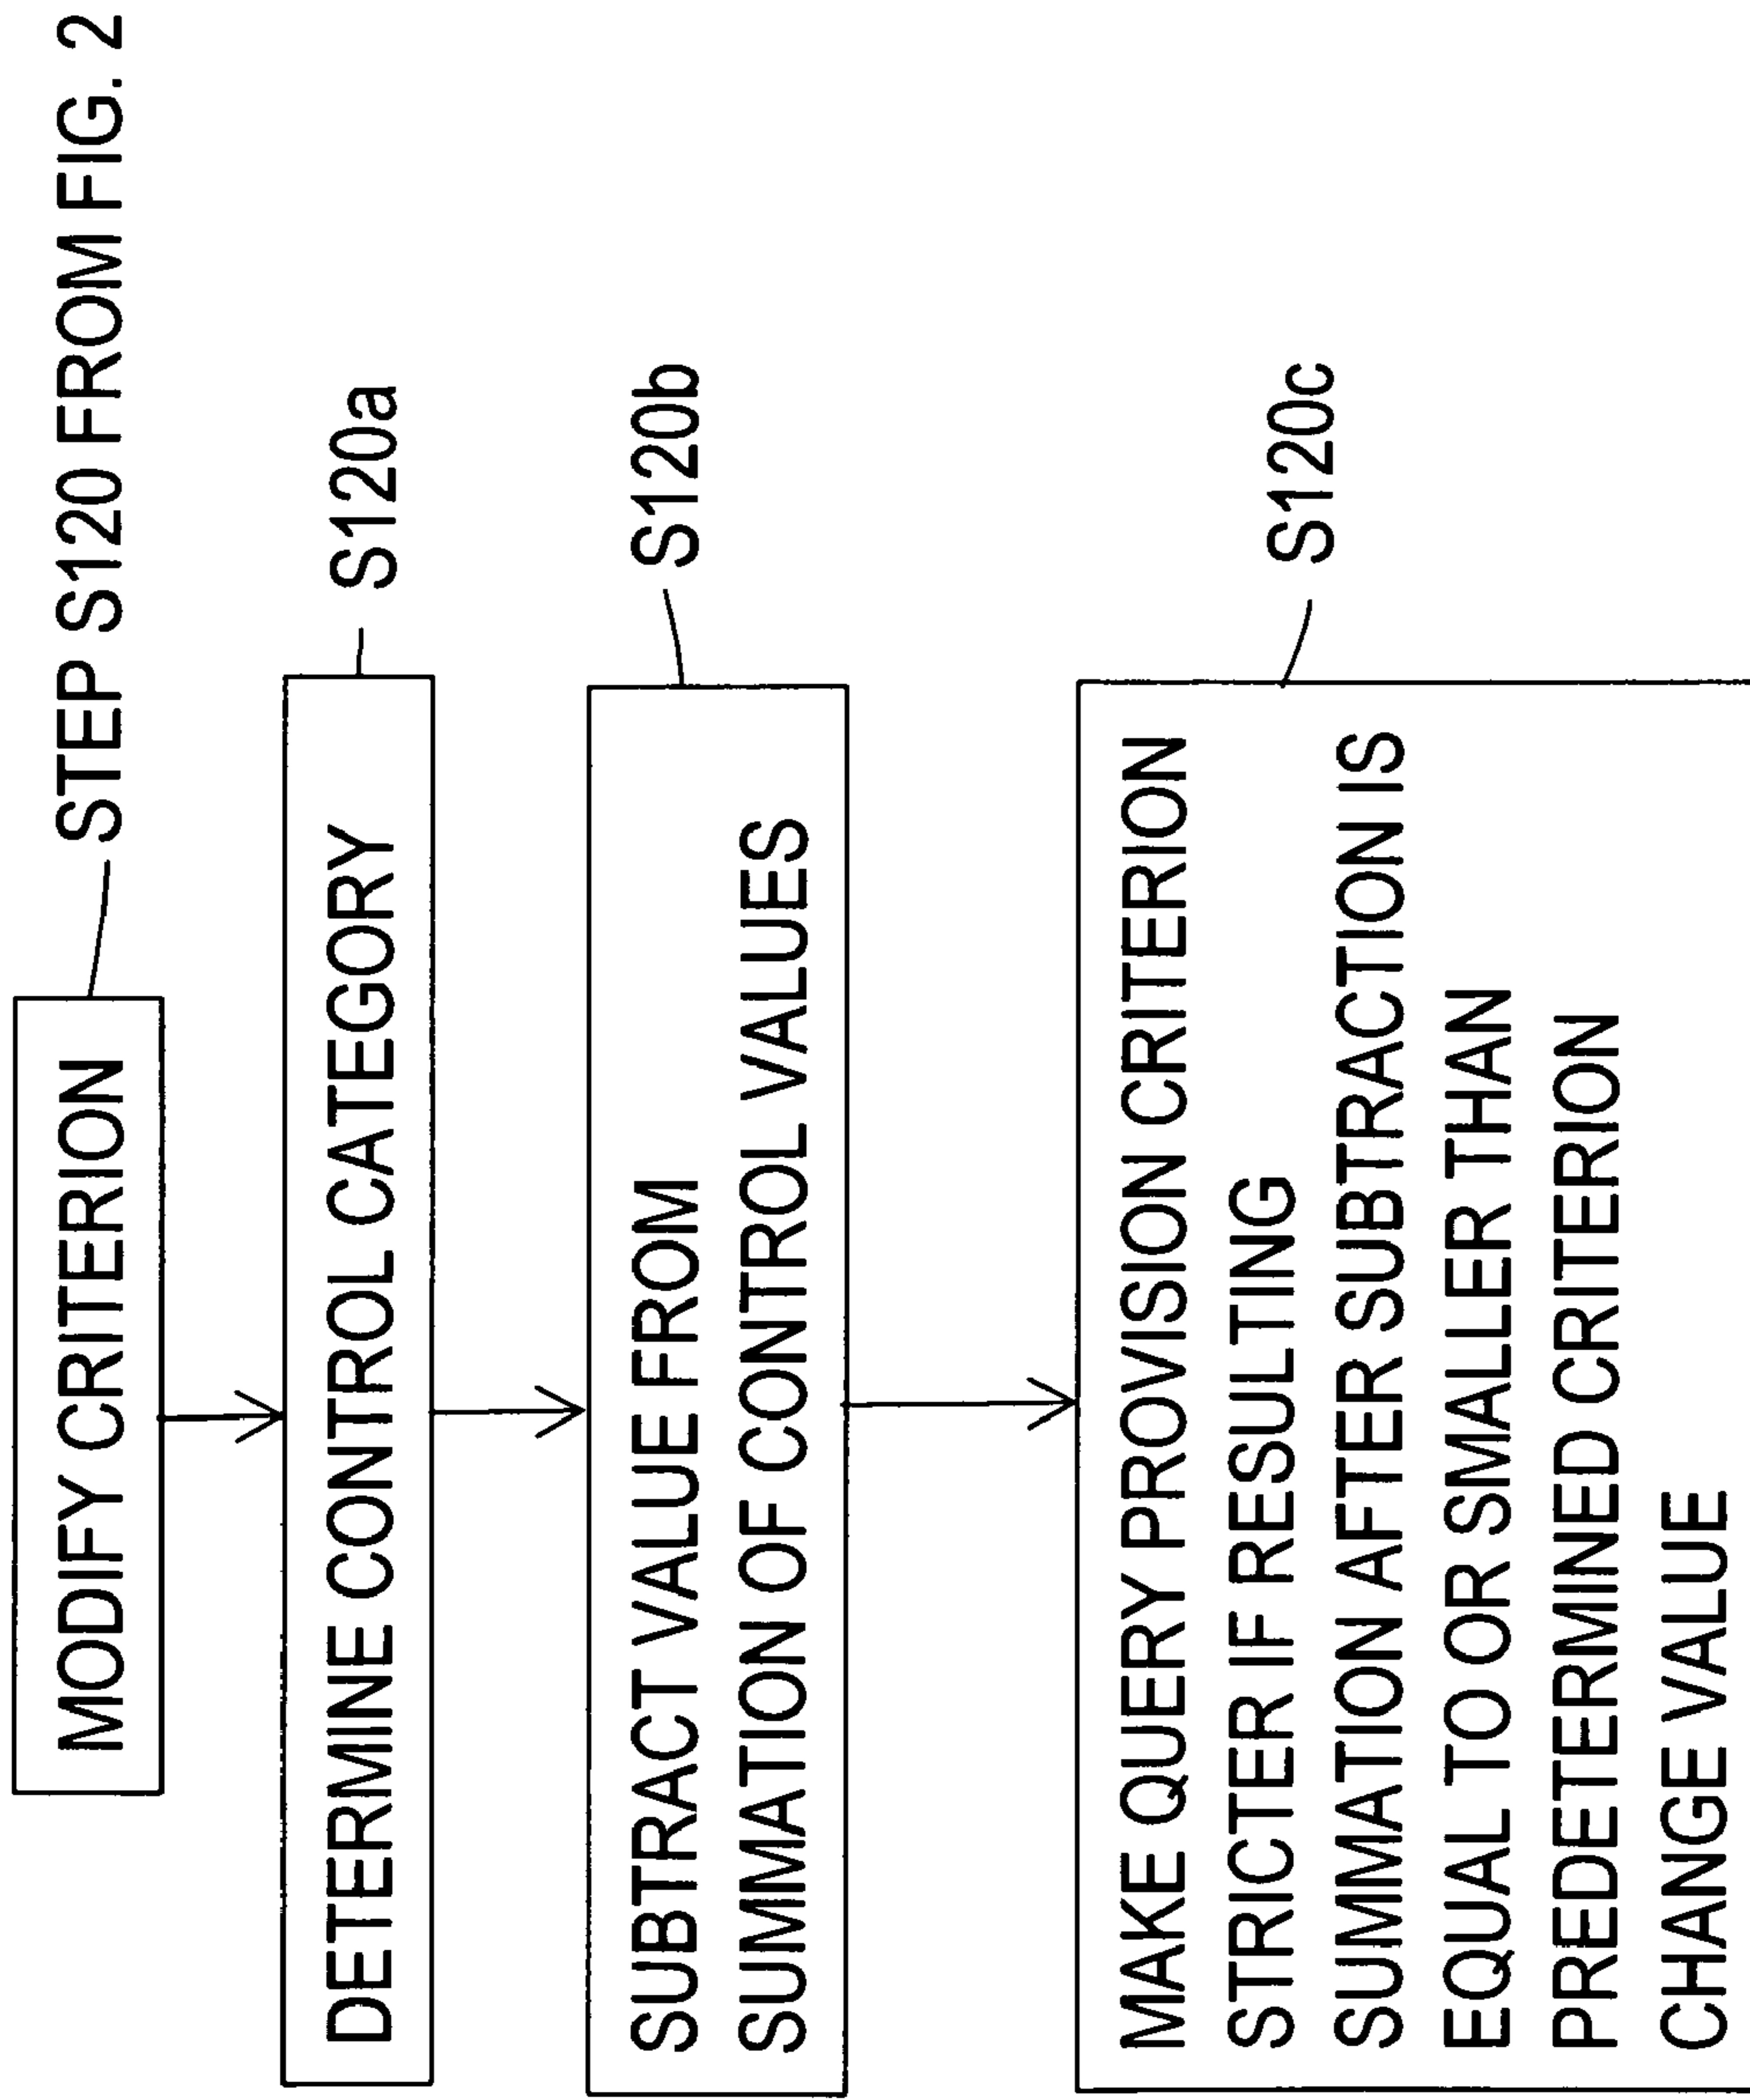 MODIFY CRITERION
STEP S120 FROM FIG. 2
DETERMINE CONTROL CATEGORY
S120a
SUBTRACT VALUE FROM
SUMMATION OF CONTROL VALUES
S120b
MAKE QUERY PROVISION CRITERION
STRICTER IF RESULTING
SUMMATION AFTER SUBTRACTION IS
EQUAL TO OR SMALLER THAN
PREDETERMINED CRITERION
CHANGE VALUE
S120c